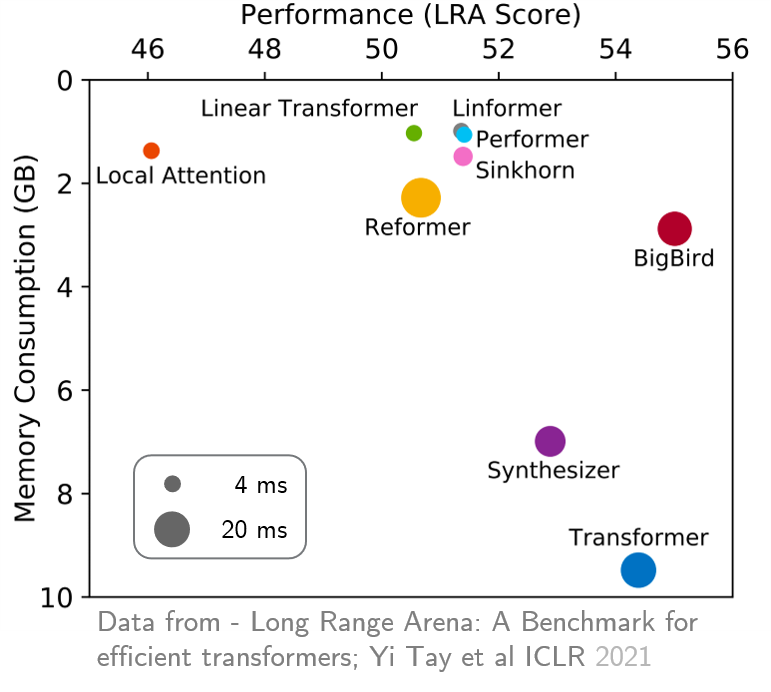 Performance (LRA Score)
46 48 50 52 54 56
0
Linear Transformer Linformer
Performer
Local Attention Sinkhorn
2
Reformer
BigBird
4
Memory Consumption (GB)
6
Synthesizer
4 ms
8
20 ms
Transformer
10
Data from - Long Range Arena: A Benchmark for
efficient transformers; Yi Tay et al ICLR 2021